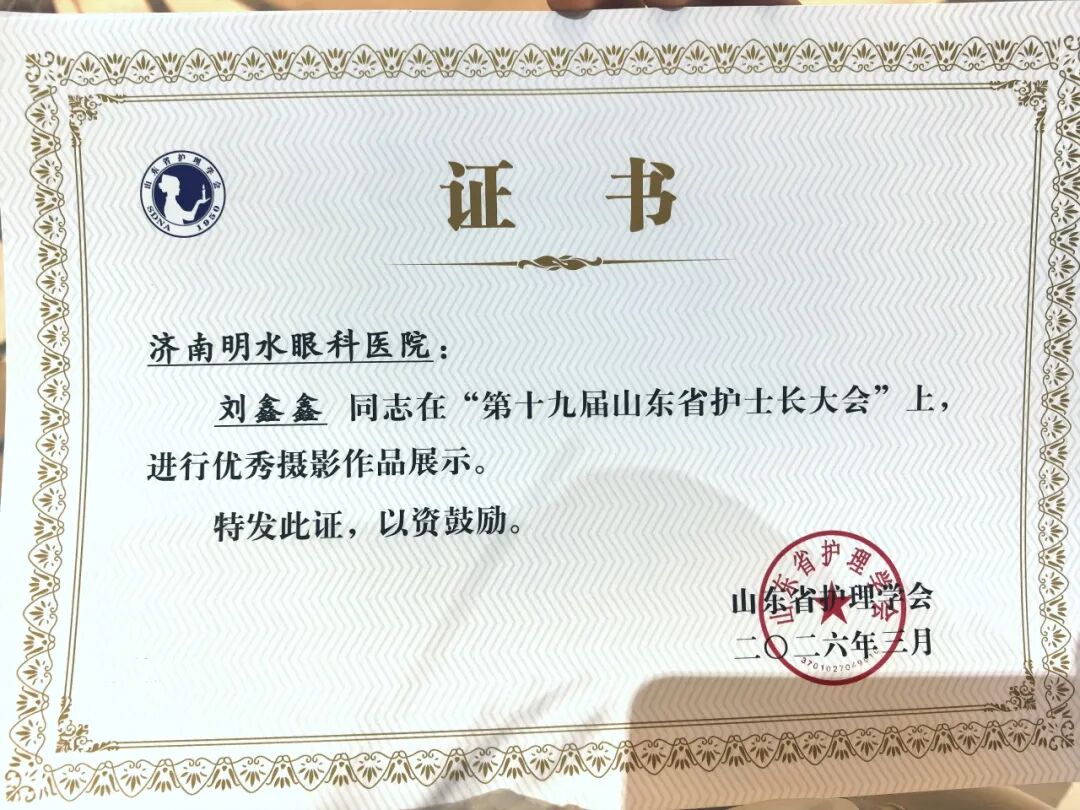 山东省护理学会
SDNA 1950
证书
济南明水眼科医院：
刘鑫鑫 同志在“第十九届山东省护士长大会”上，
进行优秀摄影作品展示。
特发此证，以资鼓励。
山东省护理学会
山东省护理学会
二〇二六年三月